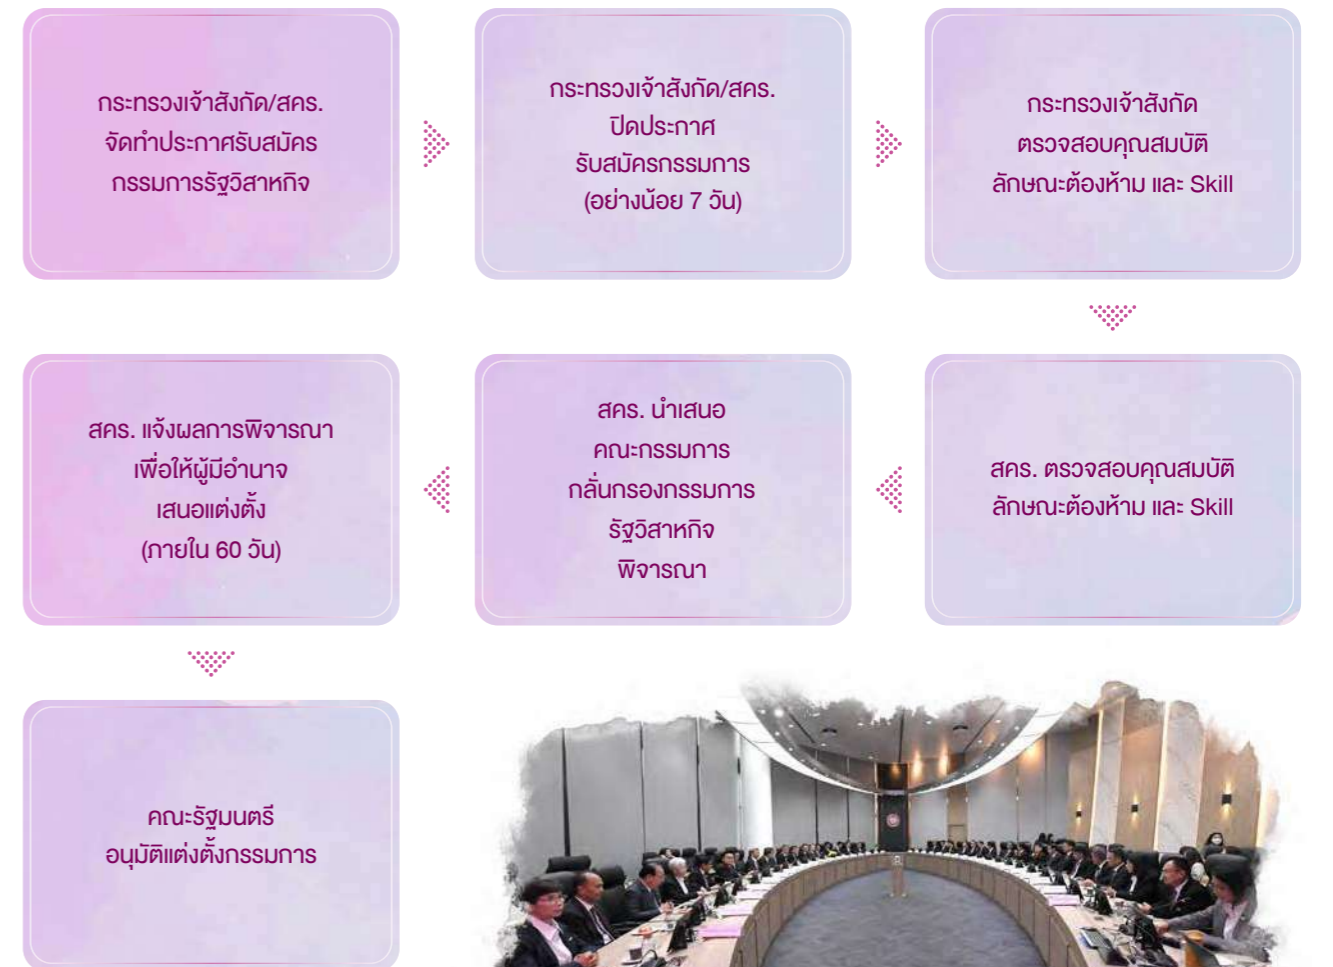 กระทรวงเจ้าสังกัด/สคร.
จัดทำประกาศรับสมัคร
กรรมการรัฐวิสาหกิจ
กระทรวงเจ้าสังกัด/สคร.
ปิดประกาศ
รับสมัครกรรมการ
(อย่างน้อย 7 วัน)
กระทรวงเจ้าสังกัด
ตรวจสอบคุณสมบัติ
ลักษณะต้องห้าม และ Skill
สคร. ตรวจสอบคุณสมบัติ
ลักษณะต้องห้าม และ Skill
สคร. นำเสนอ
คณะกรรมการ
กลั่นกรองกรรมการ
รัฐวิสาหกิจ
พิจารณา
สคร. แจ้งผลการพิจารณา
เพื่อให้ผู้มีอำนาจ
เสนอแต่งตั้ง
(ภายใน 60 วัน)
คณะรัฐมนตรี
อนุมัติแต่งตั้งกรรมการ